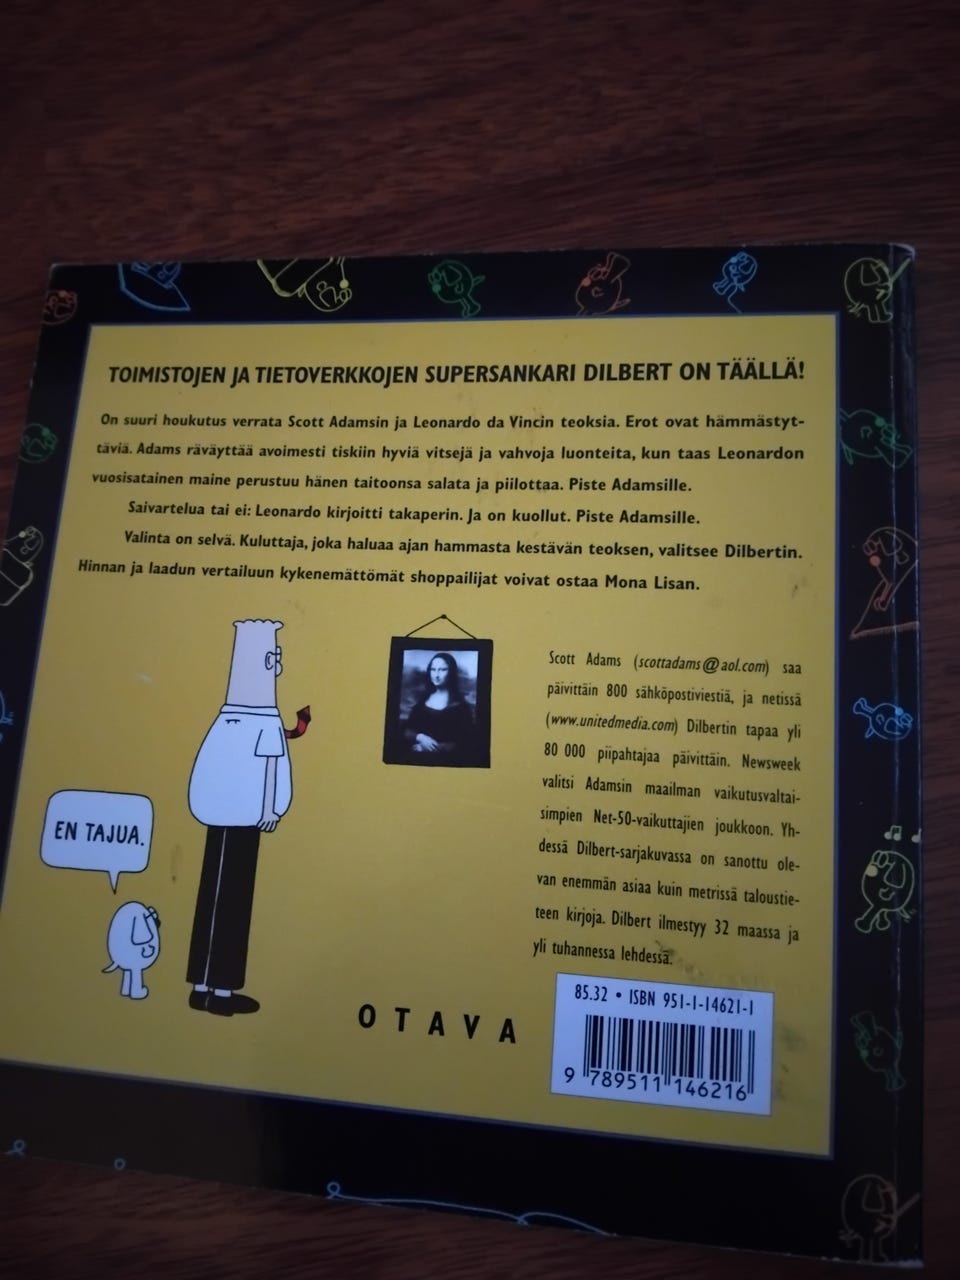 TOIMISTOJEN JA TIETOVERKKOJEN SUPERSANKARI DILBERT ON TÄÄLLÄ!
On suuri houkutus verrata Scott Adamsin ja Leonardo da Vincin teoksia. Erot ovat hämmästyt-
täviä. Adams räväyttää avoimesti tiskiin hyviä vitsejä ja vahvoja luonteita, kun taas Leonardon
vuosisatainen maine perustuu hänen taitoonsa salata ja piilottaa. Piste Adamsille.
Saivartelua tai ei: Leonardo kirjoitti takaperin. Ja on kuollut. Piste Adamsille.
Valinta on selvä. Kuluttaja, joka haluaa ajan hammasta kestävän teoksen, valitsee Dilbertin.
Hinnan ja laadun vertailuun kykenemättömät shoppailijat voivat ostaa Mona Lisan.
EN TAJUA.
Scott Adams (scottadams@aol.com) saa
päivittäin 800 sähköpostiviestiä, ja netissä
(www.unitedmedia.com) Dilbertin tapaa yli
80 000 piipahtajaa päivittäin. Newsweek
valitsi Adamsin maailman vaikutusvaltai-
simpien Net-50-vaikuttajien joukkoon. Yh-
dessä Dilbert-sarjakuvassa on sanottu ole-
van enemmän asiaa kuin metrissä taloustie-
teen kirjoja. Dilbert ilmestyy 32 maassa ja
yli tuhannessa lehdessä.
OTAVA
85.32 • ISBN 951-1-14621-1
9 789511 146216